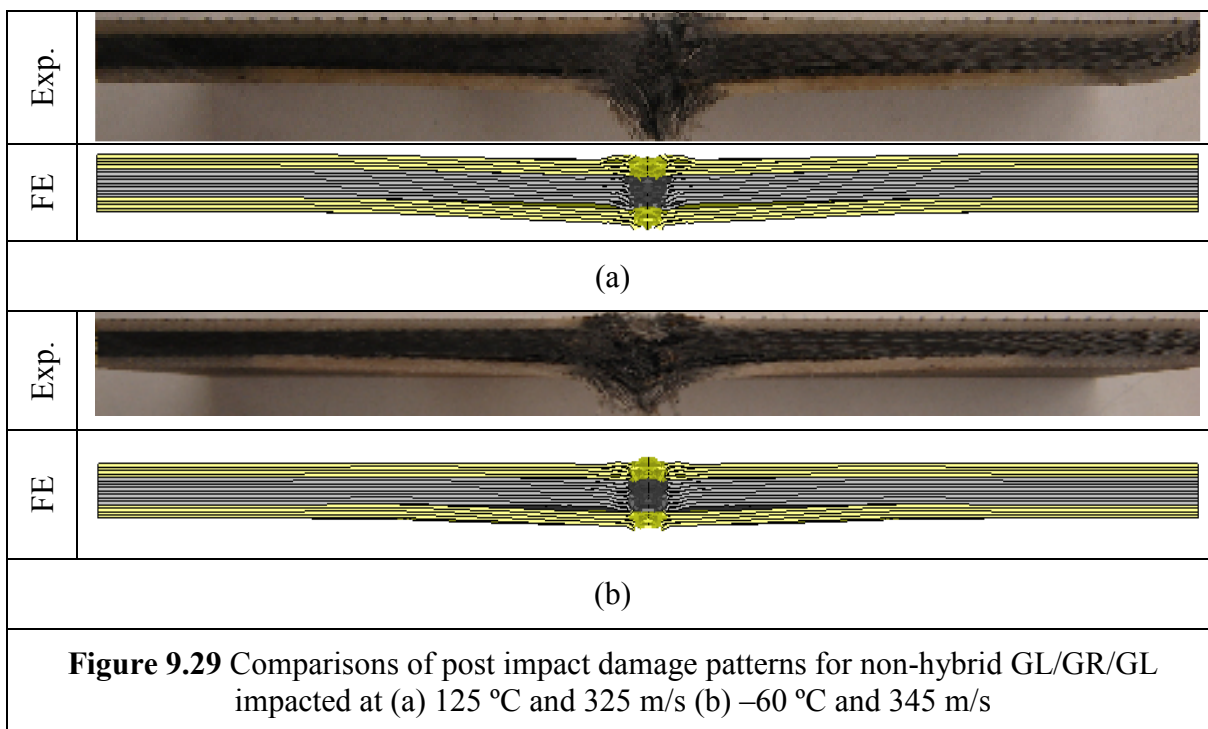 Exp.
FE
(a)
Exp.
FE
(b)
Figure 9.29 Comparisons of post impact damage patterns for non-hybrid GL/GR/GL
impacted at (a) 125 ºC and 325 m/s (b) –60 ºC and 345 m/s